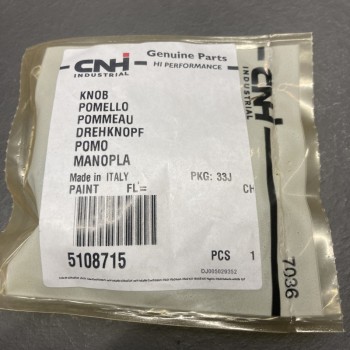 CNH
INDUSTRIAL
Genuine Parts
HI PERFORMANCE
KNOB
POMELLO
POMMEAU
DREHKNOPF
POMO
MANOPLA
Made in ITALY
PKG: 33J
PAINT FL=
CH
5108715
PCS 1
DJ005020352
CNH
INDUSTRIAL
7036